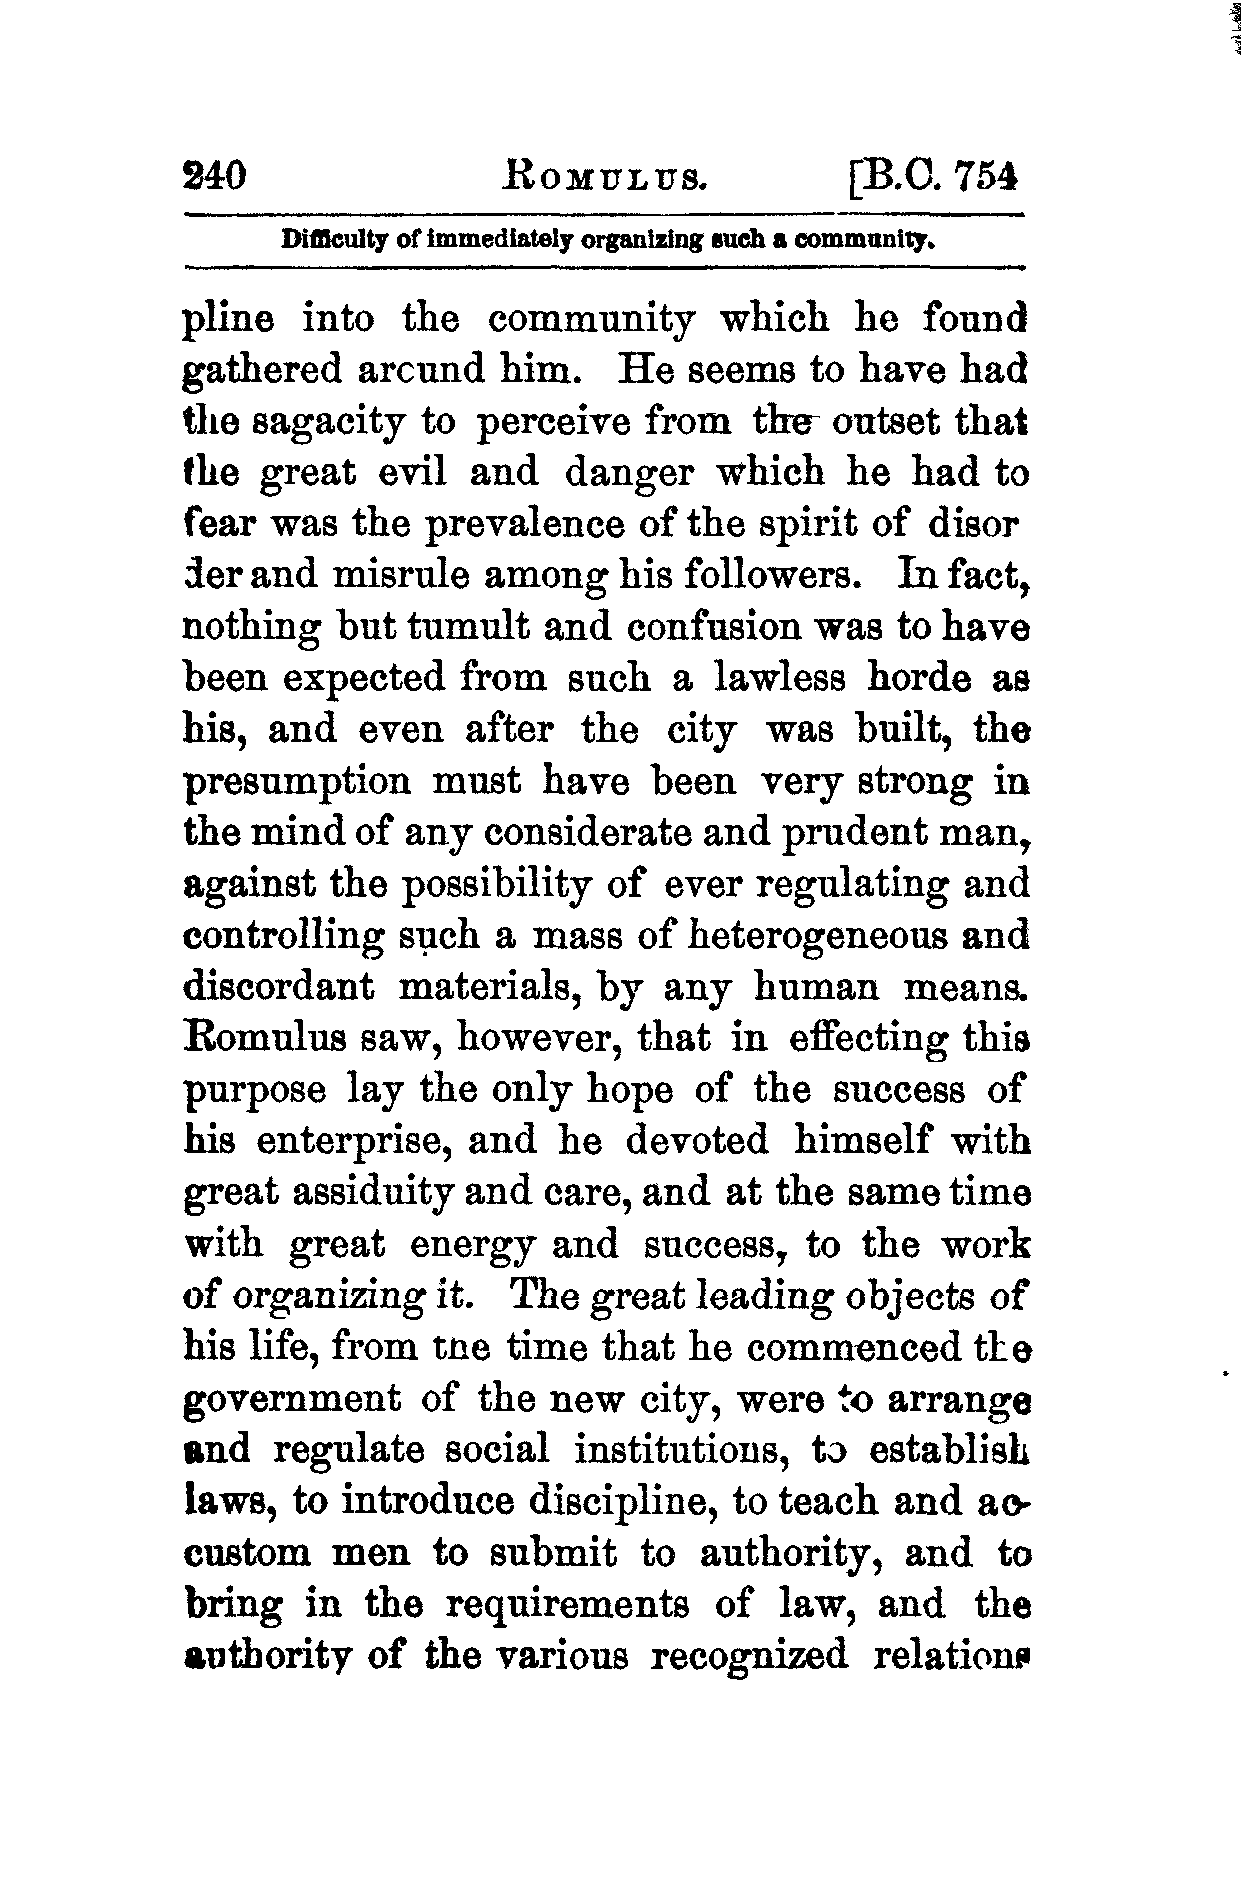 240 ROMULUS. [B.C. 754
Difficulty of immediately organizing such a community.
pline into the community which he found
gathered around him. He seems to have had
the sagacity to perceive from the outset that
the great evil and danger which he had to
fear was the prevalence of the spirit of disor
der and misrule among his followers. In fact,
nothing but tumult and confusion was to have
been expected from such a lawless horde as
his, and even after the city was built, the
presumption must have been very strong in
the mind of any considerate and prudent man,
against the possibility of ever regulating and
controlling such a mass of heterogeneous and
discordant materials, by any human means.
Romulus saw, however, that in effecting this
purpose lay the only hope of the success of
his enterprise, and he devoted himself with
great assiduity and care, and at the same time
with great energy and success, to the work
of organizing it. The great leading objects of
his life, from the time that he commenced the
government of the new city, were to arrange
and regulate social institutions, to establish
laws, to introduce discipline, to teach and ac-
custom men to submit to authority, and to
bring in the requirements of law, and the
authority of the various recognized relations